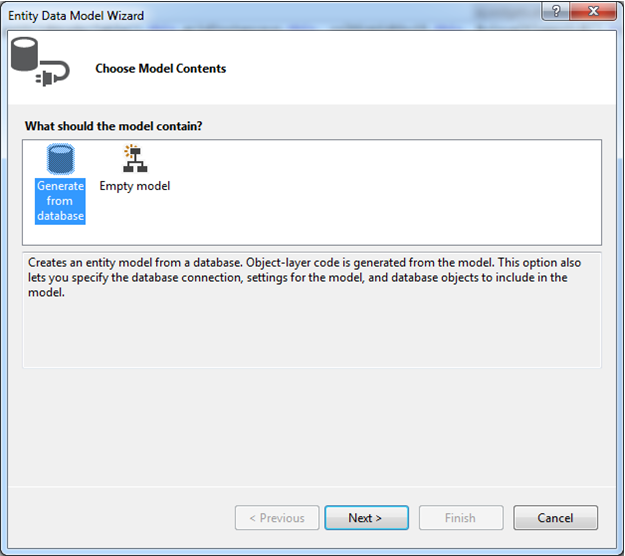 Entity Data Model Wizard
?
Choose Model Contents
What should the model contain?
Generate
from
database
Empty model
Creates an entity model from a database. Object-layer code is generated from the model. This option also
lets you specify the database connection, settings for the model, and database objects to include in the
model.
< Previous
Next >
Finish
Cancel